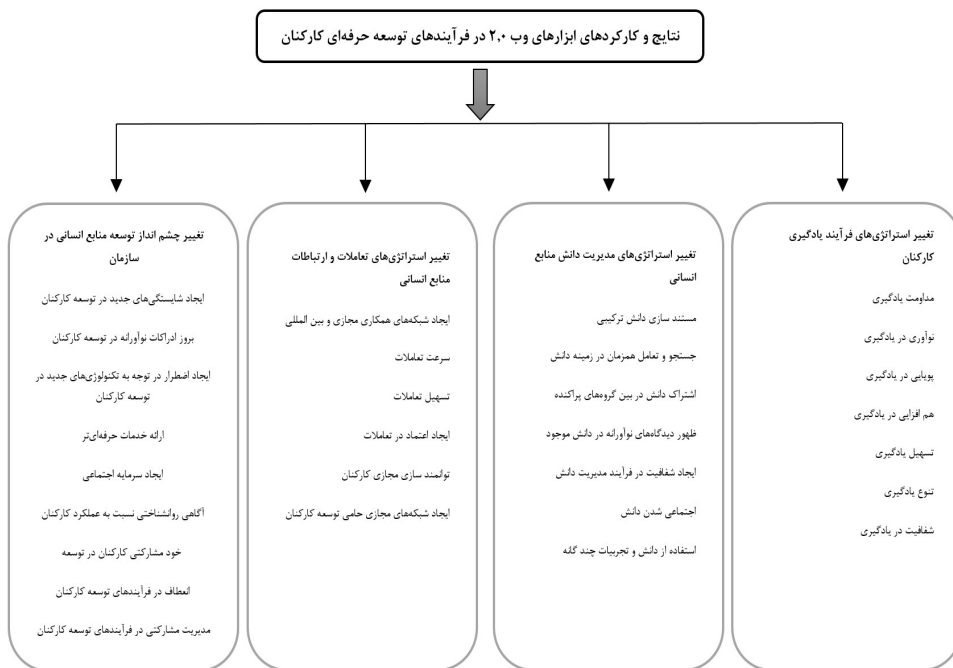 نتایج و کارکردهای ابزارهای وب ۲,۰ در فرآیندهای توسعه حرفه‌ای کارکنان
تغییر استراتژی‌های فرآیند یادگیری
کارکنان
مداومت یادگیری
نوآوری در یادگیری
پویایی در یادگیری
هم افزایی در یادگیری
تسهیل یادگیری
تنوع یادگیری
شفافیت در یادگیری
تغییر استراتژی‌های مدیریت دانش منابع
انسانی
مستند سازی دانش ترکیبی
جستجو و تعامل همزمان در زمینه دانش
اشتراک دانش در بین گروه‌های پراکنده
ظهور دیدگاه‌های نوآورانه در دانش موجود
ایجاد شفافیت در فرآیند مدیریت دانش
اجتماعی شدن دانش
استفاده از دانش و تجربیات چند گانه
تغییر استراتژی‌های تعاملات و ارتباطات
منابع انسانی
ایجاد شبکه‌های همکاری مجازی و بین المللی
سرعت تعاملات
تسهیل تعاملات
ایجاد اعتماد در تعاملات
توانمند سازی مجازی کارکنان
ایجاد شبکه‌های مجازی حامی توسعه کارکنان
تغییر چشم انداز توسعه منابع انسانی در
سازمان
ایجاد شایستگی‌های جدید در توسعه کارکنان
بروز ادراکات نوآورانه در توسعه کارکنان
ایجاد اضطرار در توجه به تکنولوژی‌های جدید در
توسعه کارکنان
ارائه خدمات حرفه‌ای‌تر
ایجاد سرمایه اجتماعی
آگاهی روانشناختی نسبت به عملکرد کارکنان
خود مشارکتی کارکنان در توسعه
انعطاف در فرآیندهای توسعه کارکنان
مدیریت مشارکتی در فرآیندهای توسعه کارکنان